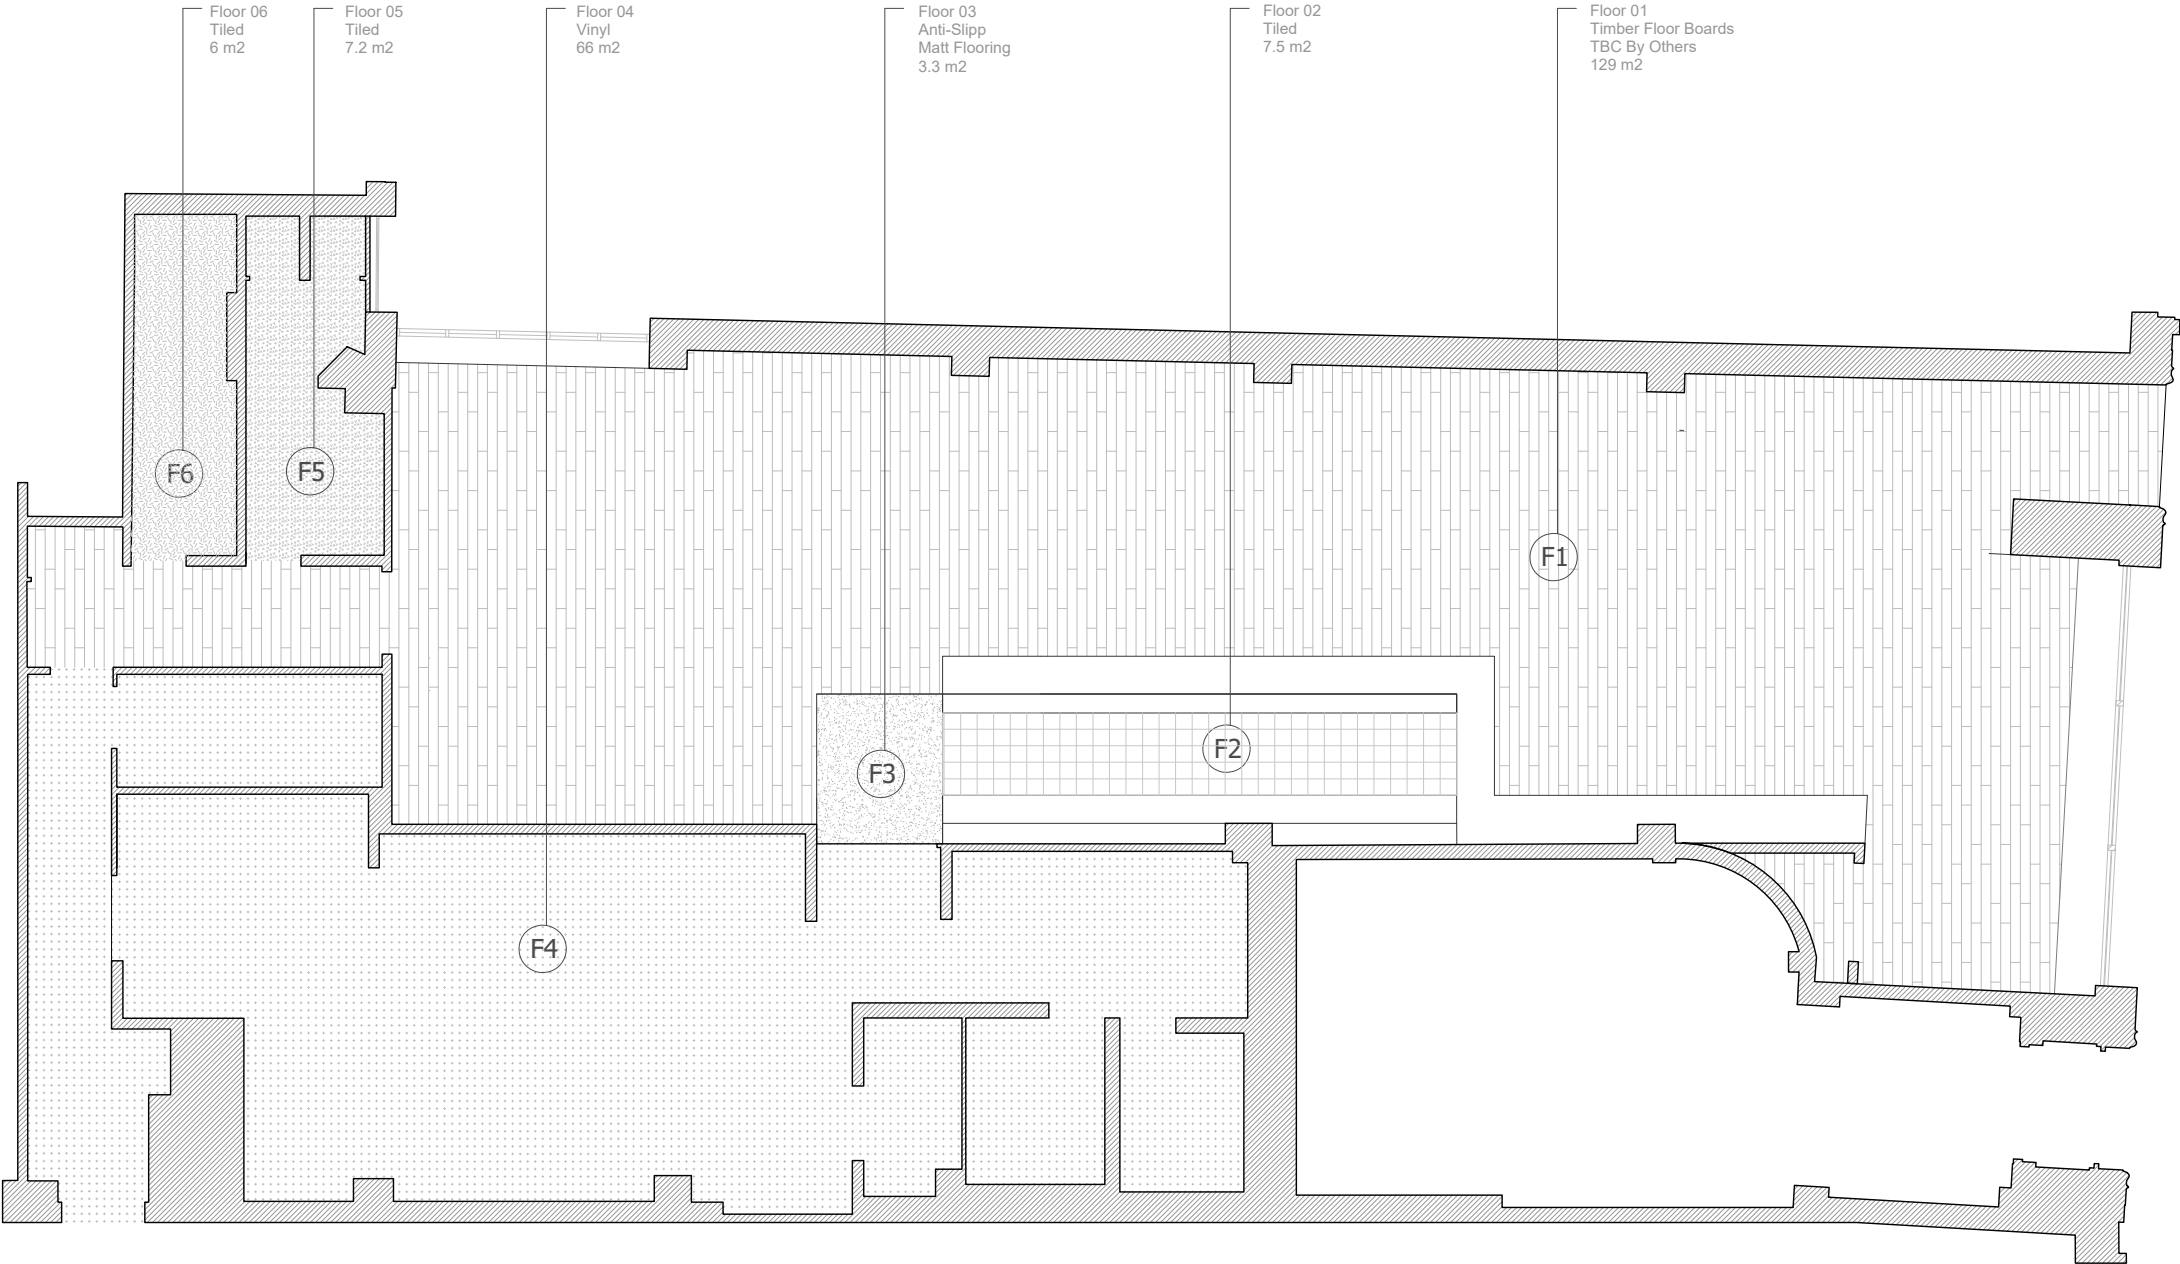 Floor 06
Tiled
6 m2
Floor 05
Tiled
7.2 m2
Floor 04
Vinyl
66 m2
Floor 03
Anti-Slipp
Matt Flooring
3.3 m2
Floor 02
Tiled
7.5 m2
Floor 01
Timber Floor Boards
TBC By Others
129 m2
F6
F5
F1
F2
F3
F4